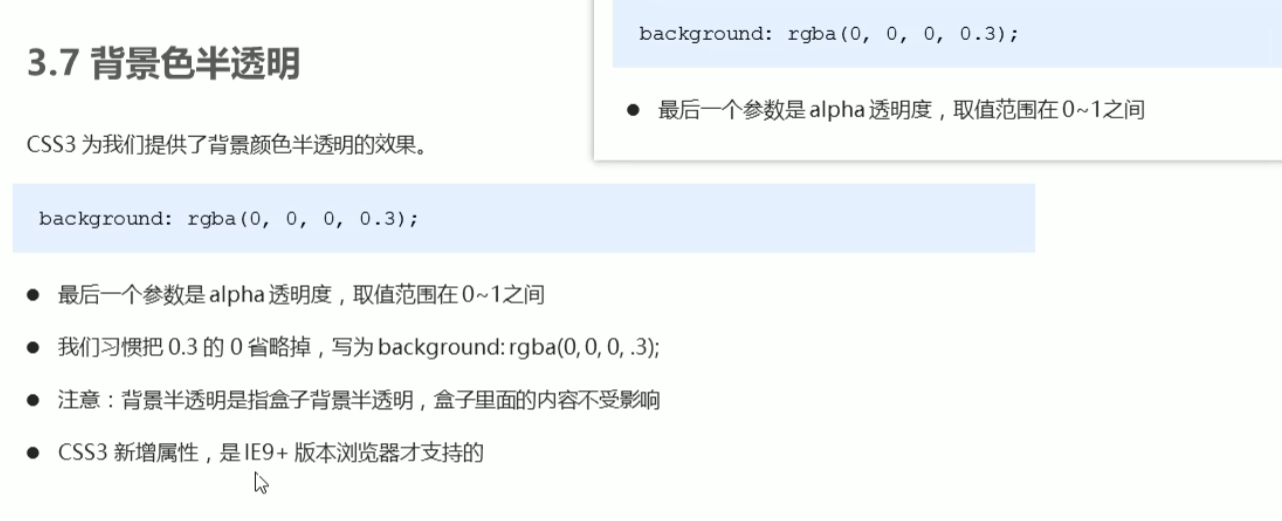 3.7 背景色半透明
CSS3 为我们提供了背景颜色半透明的效果。
background: rgba(0, 0, 0, 0.3);
● 最后一个参数是 alpha 透明度，取值范围在 0~1之间
● 我们习惯把 0.3 的 0 省略掉，写为 background: rgba(0, 0, 0, .3);
● 注意：背景半透明是指盒子背景半透明，盒子里面的内容不受影响
● CSS3 新增属性，是 IE9+ 版本浏览器才支持的
background: rgba(0, 0, 0, 0.3);
● 最后一个参数是 alpha 透明度，取值范围在 0~1之间